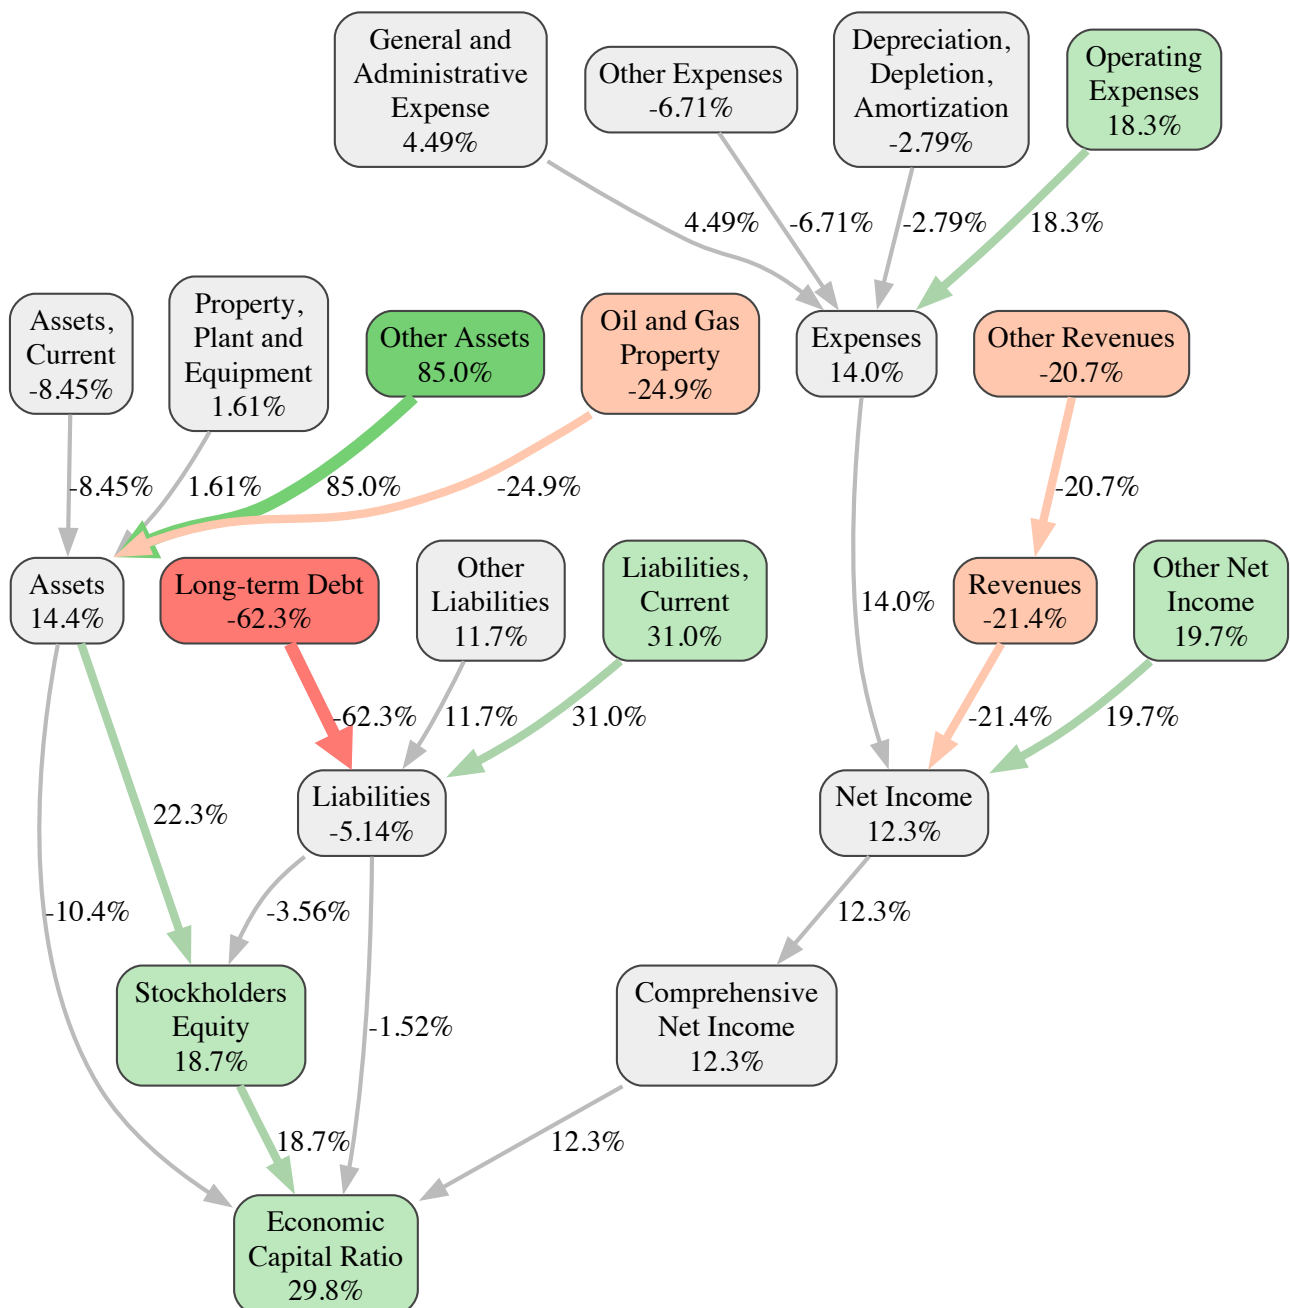 General and
Administrative
Expense
4.49%
Other Expenses
-6.71%
Depreciation,
Depletion,
Amortization
-2.79%
Operating
Expenses
18.3%
4.49%
-6.71%
-2.79%
18.3%
Assets,
Current
-8.45%
Property,
Plant and
Equipment
1.61%
Other Assets
85.0%
Oil and Gas
Property
-24.9%
Expenses
14.0%
Other Revenues
-20.7%
-8.45%
1.61%
85.0%
-24.9%
-20.7%
Assets
14.4%
Long-term Debt
-62.3%
Other
Liabilities
11.7%
Liabilities,
Current
31.0%
14.0%
Revenues
-21.4%
Other Net
Income
19.7%
-62.3%
11.7%
31.0%
-21.4%
19.7%
22.3%
Liabilities
-5.14%
Net Income
12.3%
-10.4%
-3.56%
12.3%
Stockholders
Equity
18.7%
-1.52%
Comprehensive
Net Income
12.3%
18.7%
12.3%
Economic
Capital Ratio
29.8%